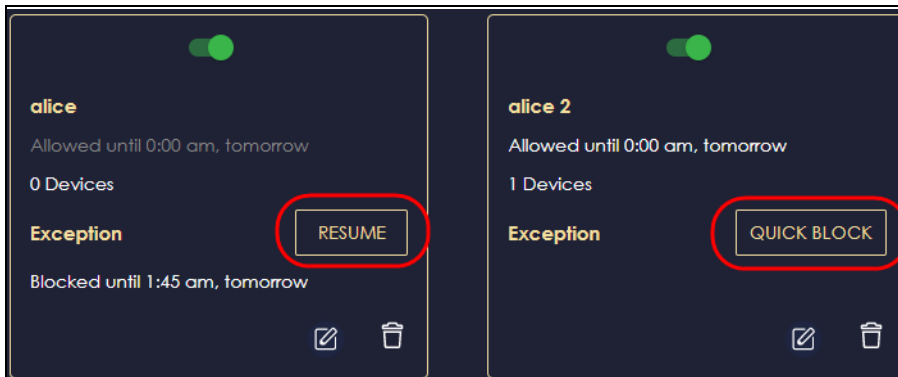 alice
Allowed until 0:00 am, tomorrow
0 Devices
Exception
RESUME
Blocked until 1:45 am, tomorrow
alice 2
Allowed until 0:00 am, tomorrow
1 Devices
Exception
QUICK BLOCK